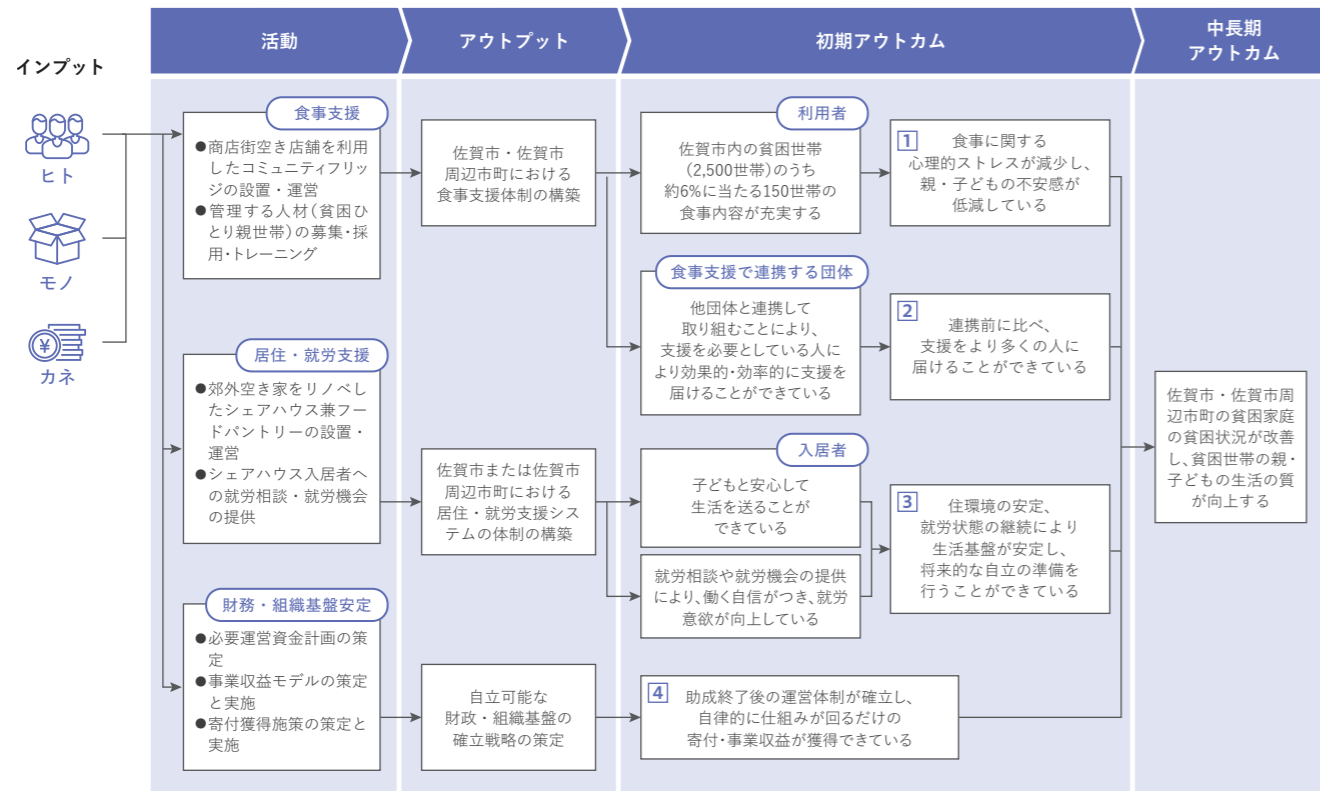 インプット
ヒト
モノ
カネ
活動
アウトプット
初期アウトカム
中長期
アウトカム
食事支援
●商店街空き店舗を利用
したコミュニティフリッ
ジの設置・運営
●管理する人材(貧困ひ
とり親世帯)の募集・採
用・トレーニング
佐賀市・佐賀市
周辺市町における
食事支援体制の構築
利用者
佐賀市内の貧困世帯
(2,500世帯)のうち
約6%に当たる150世帯の
食事内容が充実する
1
食事に関する
心理的ストレスが減少し、
親・子どもの不安感が
低減している
食事支援で連携する団体
他団体と連携して
取り組むことにより、
支援を必要としている人に
より効果的・効率的に支援を
届けることができている
2
連携前に比べ、
支援をより多くの人に
届けることができている
居住・就労支援
●郊外空き家をリノベし
たシェアハウス兼フー
ドパントリーの設置・
運営
●シェアハウス入居者へ
の就労相談・就労機会
の提供
佐賀市または佐賀市
周辺市町における
居住・就労支援シス
テムの体制の構築
入居者
子どもと安心して
生活を送ることが
できている
就労相談や就労機会の提供
により、働く自信がつき、就労
意欲が向上している
3
住環境の安定、
就労状態の継続により
生活基盤が安定し、
将来的な自立の準備を
行うことができている
財務・組織基盤安定
●必要運営資金計画の策
定
●事業収益モデルの策定
と実施
●寄付獲得施策の策定と
実施
自立可能な
財政・組織基盤の
確立戦略の策定
4
助成終了後の運営体制が確立し、
自律的に仕組みが回るだけの
寄付・事業収益が獲得できている
佐賀市・佐賀市周
辺市町の貧困家庭
の貧困状況が改善
し、貧困世帯の親・
子どもの生活の質
が向上する